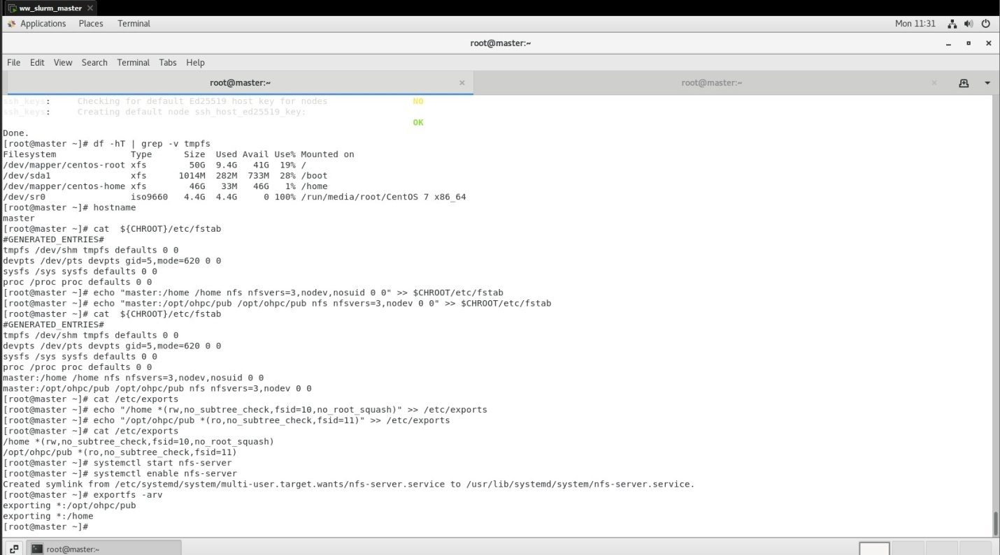 ww_slurm_master
Applications Places Terminal Mon 11:31
root@master:~
File Edit View Search Terminal Tabs Help
root@master:~ root@master:~
ssh_keys:     Checking for default Ed25519 host key for nodes                NO
ssh_keys:     Creating default node ssh_host_ed25519_key:
OK
Done.
[root@master ~]# df -hT | grep -v tmpfs
Filesystem              Type      Size  Used Avail Use% Mounted on
/dev/mapper/centos-root xfs        50G  9.4G   41G  19% /
/dev/sda1               xfs      1014M  282M  733M  28% /boot
/dev/mapper/centos-home xfs        46G   33M   46G   1% /home
/dev/sr0                iso9660   4.4G  4.4G     0 100% /run/media/root/CentOS 7 x86_64
[root@master ~]# hostname
master
[root@master ~]# cat  ${CHROOT}/etc/fstab
#GENERATED_ENTRIES#
tmpfs /dev/shm tmpfs defaults 0 0
devpts /dev/pts devpts gid=5,mode=620 0 0
sysfs /sys sysfs defaults 0 0
proc /proc proc defaults 0 0
[root@master ~]# echo "master:/home /home nfs nfsvers=3,nodev,nosuid 0 0" >> $CHROOT/etc/fstab
[root@master ~]# echo "master:/opt/ohpc/pub /opt/ohpc/pub nfs nfsvers=3,nodev 0 0" >> $CHROOT/etc/fstab
[root@master ~]# cat  ${CHROOT}/etc/fstab
#GENERATED_ENTRIES#
tmpfs /dev/shm tmpfs defaults 0 0
devpts /dev/pts devpts gid=5,mode=620 0 0
sysfs /sys sysfs defaults 0 0
proc /proc proc defaults 0 0
master:/home /home nfs nfsvers=3,nodev,nosuid 0 0
master:/opt/ohpc/pub /opt/ohpc/pub nfs nfsvers=3,nodev 0 0
[root@master ~]# cat /etc/exports
[root@master ~]# echo "/home *(rw,no_subtree_check,fsid=10,no_root_squash)" >> /etc/exports
[root@master ~]# echo "/opt/ohpc/pub *(ro,no_subtree_check,fsid=11)" >> /etc/exports
[root@master ~]# cat /etc/exports
/home *(rw,no_subtree_check,fsid=10,no_root_squash)
/opt/ohpc/pub *(ro,no_subtree_check,fsid=11)
[root@master ~]# systemctl start nfs-server
[root@master ~]# systemctl enable nfs-server
Created symlink from /etc/systemd/system/multi-user.target.wants/nfs-server.service to /usr/lib/systemd/system/nfs-server.service.
[root@master ~]# exportfs -arv
exporting *:/opt/ohpc/pub
exporting *:/home
[root@master ~]#
root@master:~